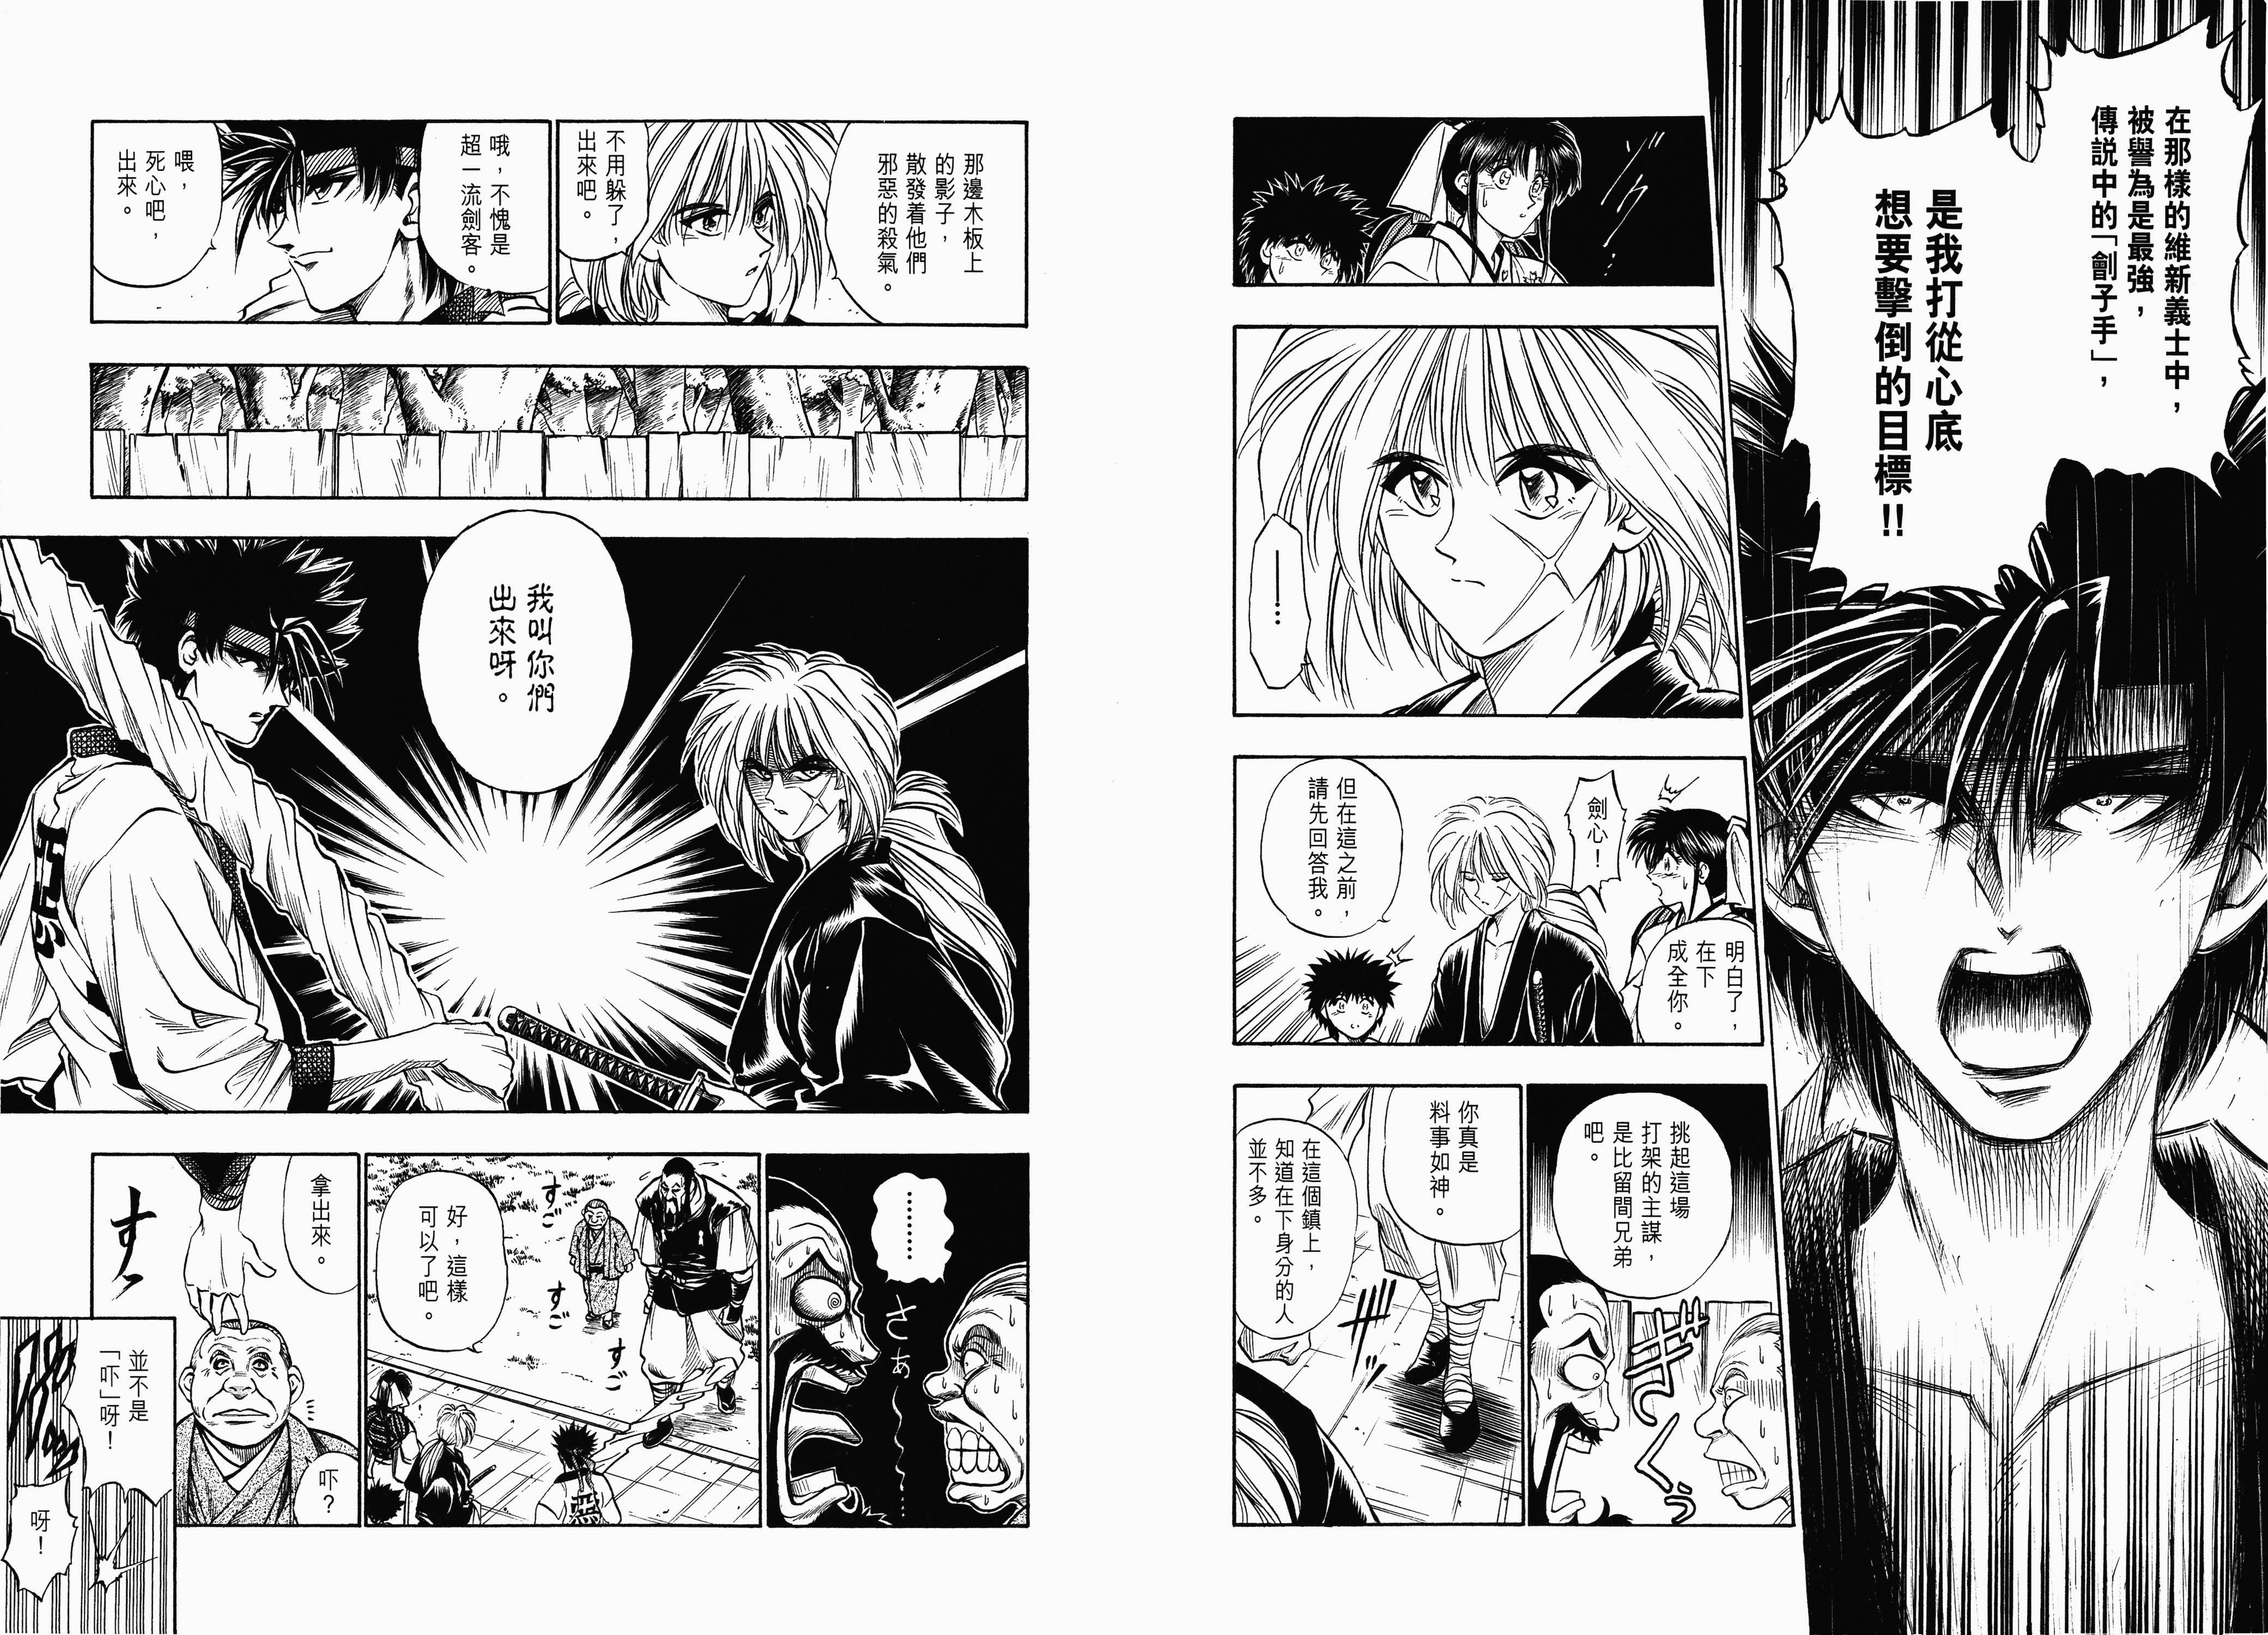 在那樣的維新義士中，
被譽為是最強，
傳説中的「劊子手」，
是我打從心底
想要擊倒的目標!!
……
劍心！
明白了，
在下
成全你。
但在這之前，
請先回答我。
挑起這場
打架的主謀，
是比留間兄弟
吧。
ギ
ギ
く
ぅ
你真是
料事如神。
在這個鎮上，
知道在下身分的人
並不多。
那邊木板上
的影子，
散發着他們
邪惡的殺氣。
不用躲了，
出來吧。
哦，不愧是
超一流劍客。
喂，
死心吧，
出來。
我叫你們
出來呀。
………
さぁ～～……
すご
すご
すご
好，這樣
可以了吧。
惡
拿出來。
すっ
吓？
並不是
「吓」呀！
呀！